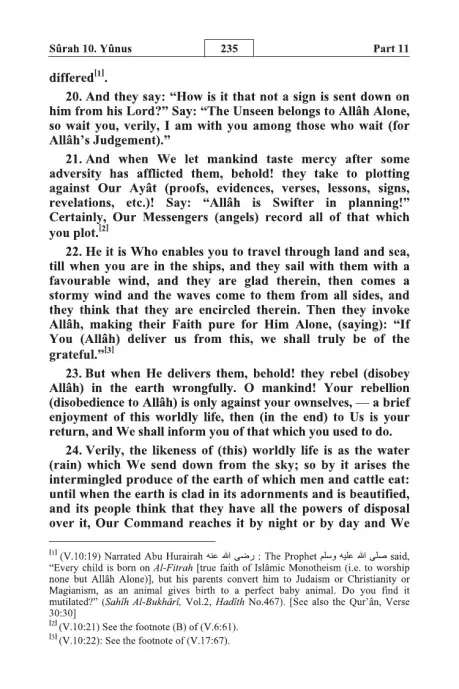 Sûrah 10. Yûnus 235 Part 11
differed[1].
20. And they say: “How is it that not a sign is sent down on
him from his Lord?” Say: “The Unseen belongs to Allâh Alone,
so wait you, verily, I am with you among those who wait (for
Allâh’s Judgement).”
21. And when We let mankind taste mercy after some
adversity has afflicted them, behold! they take to plotting
against Our Ayât (proofs, evidences, verses, lessons, signs,
revelations, etc.)! Say: “Allâh is Swifter in planning!”
Certainly, Our Messengers (angels) record all of that which
you plot.[2]
22. He it is Who enables you to travel through land and sea,
till when you are in the ships, and they sail with them with a
favourable wind, and they are glad therein, then comes a
stormy wind and the waves come to them from all sides, and
they think that they are encircled therein. Then they invoke
Allâh, making their Faith pure for Him Alone, (saying): “If
You (Allâh) deliver us from this, we shall truly be of the
grateful.”[3]
23. But when He delivers them, behold! they rebel (disobey
Allâh) in the earth wrongfully. O mankind! Your rebellion
(disobedience to Allâh) is only against your ownselves, — a brief
enjoyment of this worldly life, then (in the end) to Us is your
return, and We shall inform you of that which you used to do.
24. Verily, the likeness of (this) worldly life is as the water
(rain) which We send down from the sky; so by it arises the
intermingled produce of the earth of which men and cattle eat:
until when the earth is clad in its adornments and is beautified,
and its people think that they have all the powers of disposal
over it, Our Command reaches it by night or by day and We
[1] (V.10:19) Narrated Abu Hurairah رضى الله عنه : The Prophet صلى الله عليه وسلم said,
“Every child is born on Al-Fitrah [true faith of Islâmic Monotheism (i.e. to worship
none but Allâh Alone)], but his parents convert him to Judaism or Christianity or
Magianism, as an animal gives birth to a perfect baby animal. Do you find it
mutilated?” (Sahîh Al-Bukhârî, Vol.2, Hadîth No.467). [See also the Qur’ân, Verse
30:30]
[2] (V.10:21) See the footnote (B) of (V.6:61).
[3] (V.10:22): See the footnote of (V.17:67).